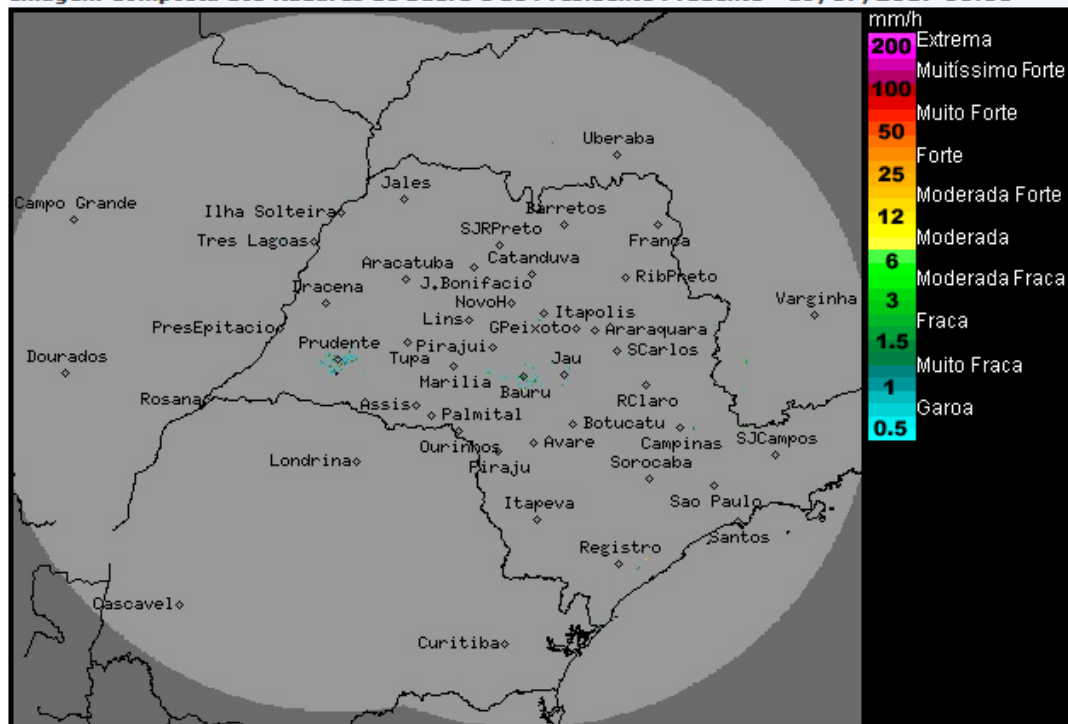 mm/h
200 Extrema
Muitíssimo Forte
100
Muito Forte
50
Forte
25
Moderada Forte
12
Moderada
6
Moderada Fraca
3
Fraca
1.5
Muito Fraca
1
Garoa
0.5
Uberaba
Jales
Campo Grande
Ilha Solteira
Barretos
Tres Lagoas
SJRPreto
Franca
Aracatuba
Catanduva
J.Bonifacio
RibPreto
Dracena
NovoH
Itapolis
Varginha
PresEpitacio
Lins
GPeixoto
Araraquara
Prudente
Pirajui
SCarlos
Dourados
Tupa
Jau
Marilia
Bauru
Rosana
Assis
RClaro
Palmital
Botucatu
Ourinhos
Avare
Campinas
SJCampos
Londrina
Piraju
Sorocaba
Itapeva
Sao Paulo
Santos
Registro
Cascavel
Curitiba